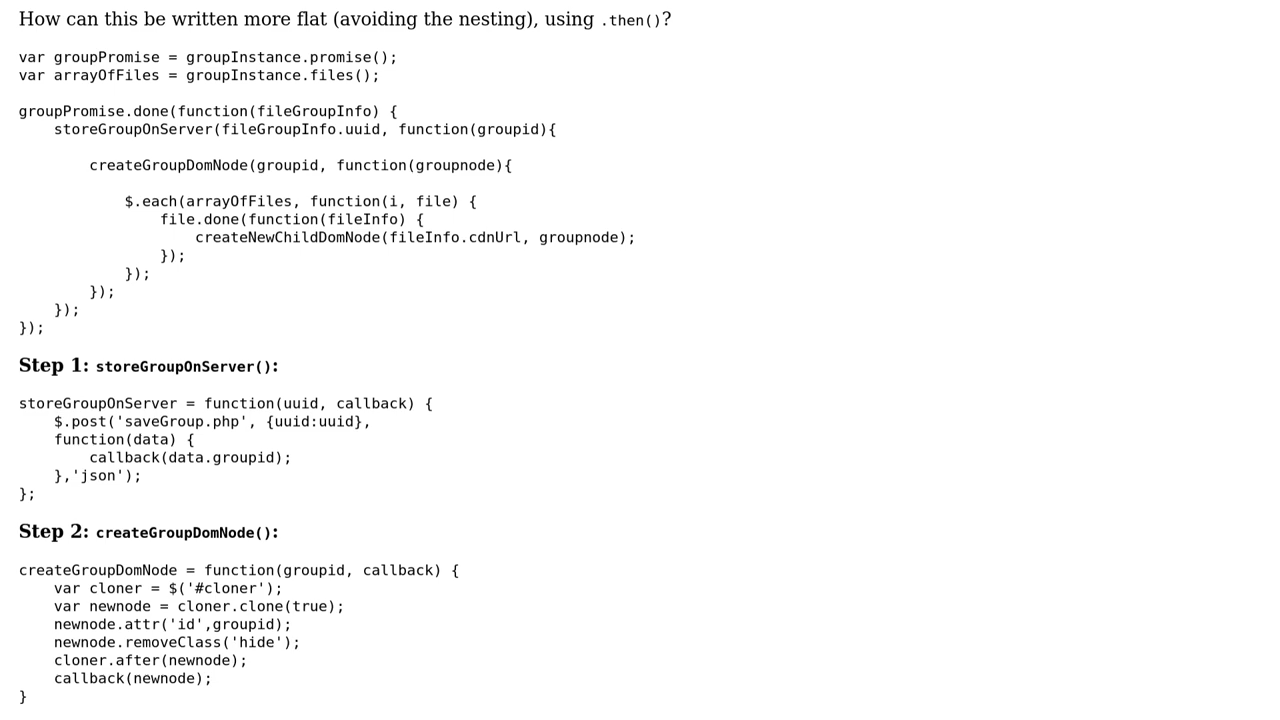 How can this be written more flat (avoiding the nesting), using .then()?
var groupPromise = groupInstance.promise();
var arrayOfFiles = groupInstance.files();
groupPromise.done(function(fileGroupInfo) {
    storeGroupOnServer(fileGroupInfo.uuid, function(groupid){
        createGroupDomNode(groupid, function(groupnode){
            $.each(arrayOfFiles, function(i, file) {
                file.done(function(fileInfo) {
                    createNewChildDomNode(fileInfo.cdnUrl, groupnode);
                });
            });
        });
    });
});
Step 1: storeGroupOnServer():
storeGroupOnServer = function(uuid, callback) {
    $.post('saveGroup.php', {uuid:uuid},
    function(data) {
        callback(data.groupid);
    },'json');
};
Step 2: createGroupDomNode():
createGroupDomNode = function(groupid, callback) {
    var cloner = $('#cloner');
    var newnode = cloner.clone(true);
    newnode.attr('id',groupid);
    newnode.removeClass('hide');
    cloner.after(newnode);
    callback(newnode);
}